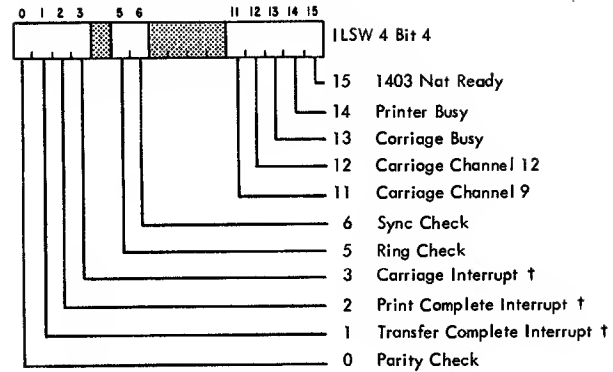 0 1 2 3 5 6 11 12 13 14 15
ILSW 4 Bit 4
15 1403 Nat Ready
14 Printer Busy
13 Corriage Busy
12 Carrioge Channel 12
11 Carriage Channel 9
6 Sync Check
5 Ring Check
3 Carriage Interrupt †
2 Print Complete Interrupt †
1 Transfer Complete Interrupt †
0 Parity Check